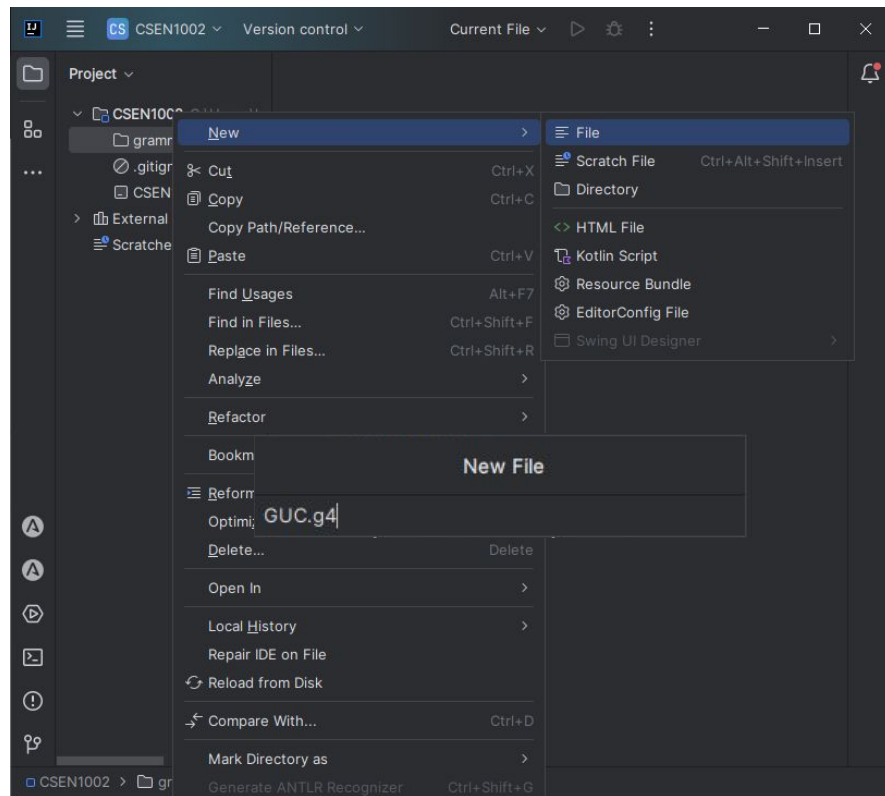 CS CSEN1002 Version control Current File
Project
CSEN1002
New
File
Scratch File Ctrl+Alt+Shift+Insert
.gitigr
Cut Ctrl+X
Directory
CSEN
Copy Ctrl+C
External
Copy Path/Reference...
HTML File
Scratche
Paste Ctrl+V
Kotlin Script
Find Usages Alt+F7
Resource Bundle
Find in Files... Ctrl+Shift+F
EditorConfig File
Replace in Files... Ctrl+Shift+R
Swing UI Designer
Analyze
Refactor
Bookm
New File
Reform
GUC.g4
Optimiz
Delete... Delete
Open In
Local History
Repair IDE on File
Reload from Disk
Compare With... Ctrl+D
Mark Directory as
CSEN1002 gr
Generate ANTLR Recognizer Ctrl+Shift+G